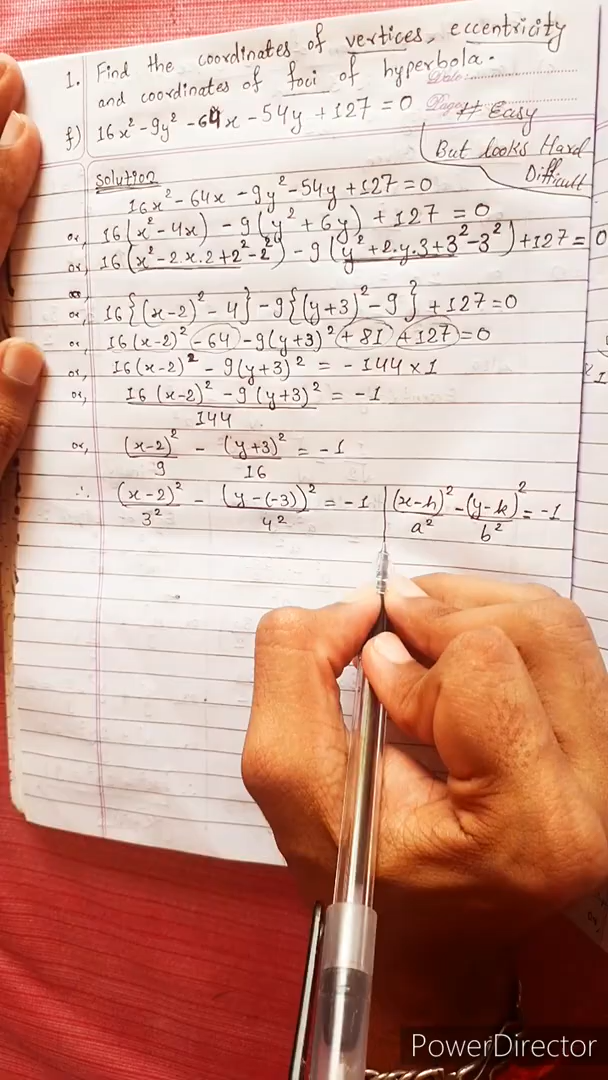 1. Find the coordinates of vertices, eccentricity
and coordinates of foci of hyperbola.
Date:
Page:
f) 16x² - 9y² - 64x - 54y + 127 = 0
# Easy
But looks Hard
Difficult
Solution
16x² - 64x - 9y² - 54y + 127 = 0
or, 16(x² - 4x) - 9(y² + 6y) + 127 = 0
or, 16(x² - 2x.2 + 2² - 2²) - 9(y² + 2.y.3 + 3² - 3²) + 127 = 0
or, 16{(x-2)² - 4} - 9{(y+3)² - 9} + 127 = 0
or, 16(x-2)² - 64 - 9(y+3)² + 81 + 127 = 0
or, 16(x-2)² - 9(y+3)² = -144 × 1
or, 16(x-2)² - 9(y+3)² = -1
144
or, (x-2)² - (y+3)² = -1
9 16
∴ (x-2)² - (y-(-3))² = -1 | (x-h)² - (y-k)² = -1
3² 4² a² b²
PowerDirector